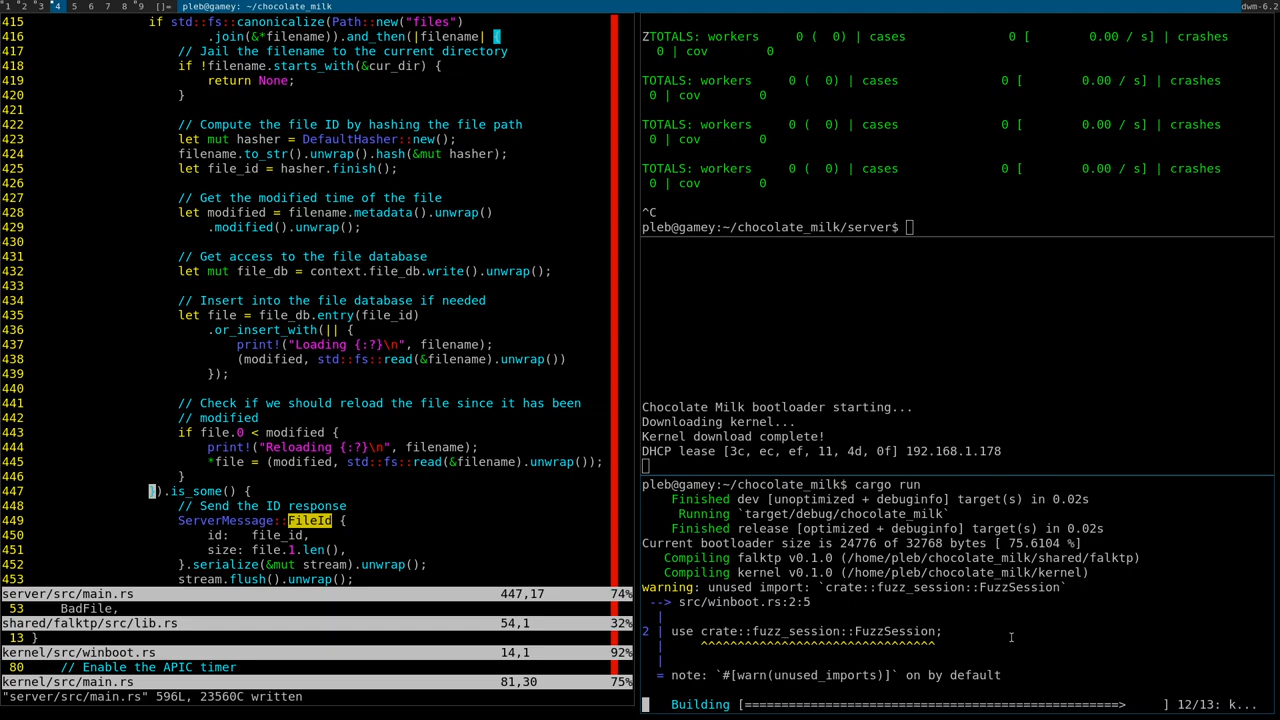 1 2 3 4 5 6 7 8 9 []= pleb@gamey: ~/chocolate_milk dwm-6.2
415 if std::fs::canonicalize(Path::new("files")
416 .join(&*filename)).and_then(|filename| {
417 // Jail the filename to the current directory
418 if !filename.starts_with(&cur_dir) {
419 return None;
420 }
421
422 // Compute the file ID by hashing the file path
423 let mut hasher = DefaultHasher::new();
424 filename.to_str().unwrap().hash(&mut hasher);
425 let file_id = hasher.finish();
426
427 // Get the modified time of the file
428 let modified = filename.metadata().unwrap()
429 .modified().unwrap();
430
431 // Get access to the file database
432 let mut file_db = context.file_db.write().unwrap();
433
434 // Insert into the file database if needed
435 let file = file_db.entry(file_id)
436 .or_insert_with(|| {
437 print!("Loading {:?}\n", filename);
438 (modified, std::fs::read(&filename).unwrap())
439 });
440
441 // Check if we should reload the file since it has been
442 // modified
443 if file.0 < modified {
444 print!("Reloading {:?}\n", filename);
445 *file = (modified, std::fs::read(&filename).unwrap());
446 }
447 }).is_some() {
448 // Send the ID response
449 ServerMessage::FileId {
450 id: file_id,
451 size: file.1.len(),
452 }.serialize(&mut stream).unwrap();
453 stream.flush().unwrap();
server/src/main.rs 447,17 74%
53 BadFile,
shared/falktp/src/lib.rs 54,1 32%
13 }
kernel/src/winboot.rs 14,1 92%
80 // Enable the APIC timer
kernel/src/main.rs 81,30 75%
"server/src/main.rs" 596L, 23560C written
ZTOTALS: workers 0 ( 0) | cases 0 [ 0.00 / s] | crashes
0 | cov 0
TOTALS: workers 0 ( 0) | cases 0 [ 0.00 / s] | crashes
0 | cov 0
TOTALS: workers 0 ( 0) | cases 0 [ 0.00 / s] | crashes
0 | cov 0
TOTALS: workers 0 ( 0) | cases 0 [ 0.00 / s] | crashes
0 | cov 0
^C
pleb@gamey:~/chocolate_milk/server$
Chocolate Milk bootloader starting...
Downloading kernel...
Kernel download complete!
DHCP lease [3c, ec, ef, 11, 4d, 0f] 192.168.1.178
pleb@gamey:~/chocolate_milk$ cargo run
Finished dev [unoptimized + debuginfo] target(s) in 0.02s
Running `target/debug/chocolate_milk`
Finished release [optimized + debuginfo] target(s) in 0.02s
Current bootloader size is 24776 of 32768 bytes [ 75.6104 %]
Compiling falktp v0.1.0 (/home/pleb/chocolate_milk/shared/falktp)
Compiling kernel v0.1.0 (/home/pleb/chocolate_milk/kernel)
warning: unused import: `crate::fuzz_session::FuzzSession`
--> src/winboot.rs:2:5
|
2 | use crate::fuzz_session::FuzzSession;
| ^^^^^^^^^^^^^^^^^^^^^^^^^^^^^^^^
|
= note: `#[warn(unused_imports)]` on by default
Building [===================================================> ] 12/13: k...